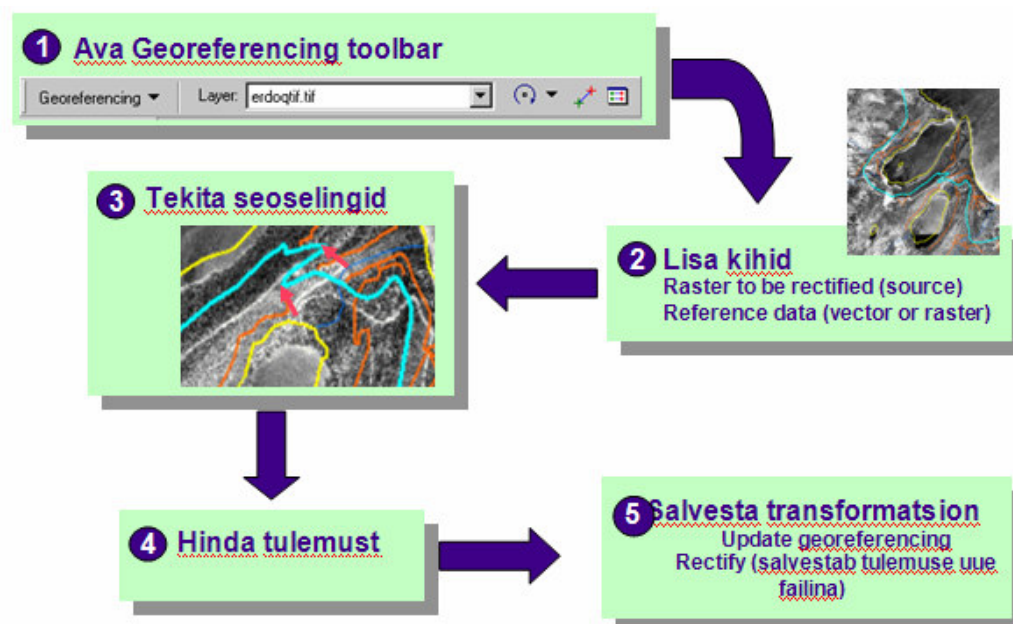 1 Ava Georeferencing toolbar
Georeferencing Layer: erdoqtif.tif
2 Lisa kihid
Raster to be rectified (source)
Reference data (vector or raster)
3 Tekita seoselingid
4 Hinda tulemust
5 Salvesta transformatsion
Update georeferencing
Rectify (salvestab tulemuse uue
failina)